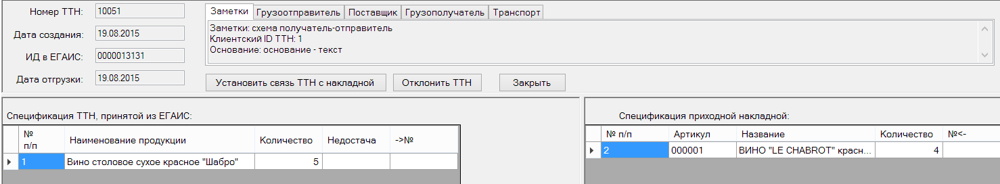 Номер ТТН: 10051
Дата создания: 19.08.2015
ИД в ЕГАИС: 0000013131
Дата отгрузки: 19.08.2015
Заметки Грузоотправитель Поставщик Грузополучатель Транспорт
Заметки: схема получатель-отправитель
Клиентский ID ТТН: 1
Основание: основание - текст
Установить связь ТТН с накладной Отклонить ТТН Закрыть
Спецификация ТТН, принятой из ЕГАИС:
№ п/п Наименование продукции Количество Недостача ->№
1 Вино столовое сухое красное "Шабро" 5
Спецификация приходной накладной:
№ п/п Артикул Название Количество №<-
2 000001 ВИНО "LE CHABROT" красн... 4